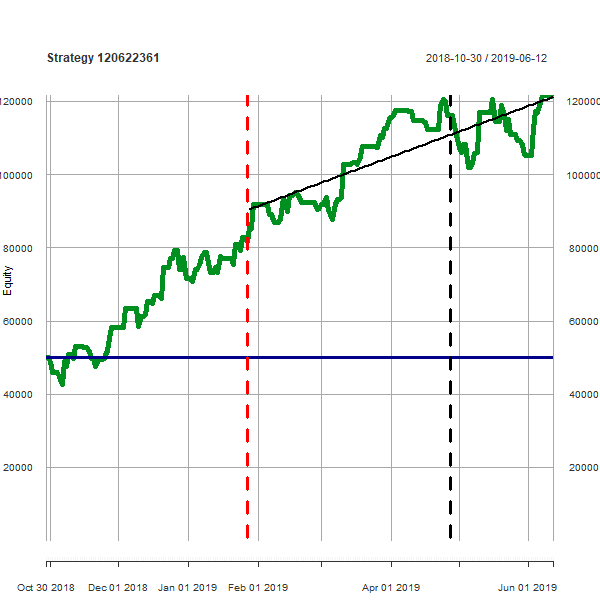 Strategy 120622361 2018-10-30 / 2019-06-12
120000 120000
100000 100000
80000 80000
Equity
60000 60000
40000 40000
20000 20000
Oct 30 2018 Dec 01 2018 Jan 01 2019 Feb 01 2019 Apr 01 2019 Jun 01 2019